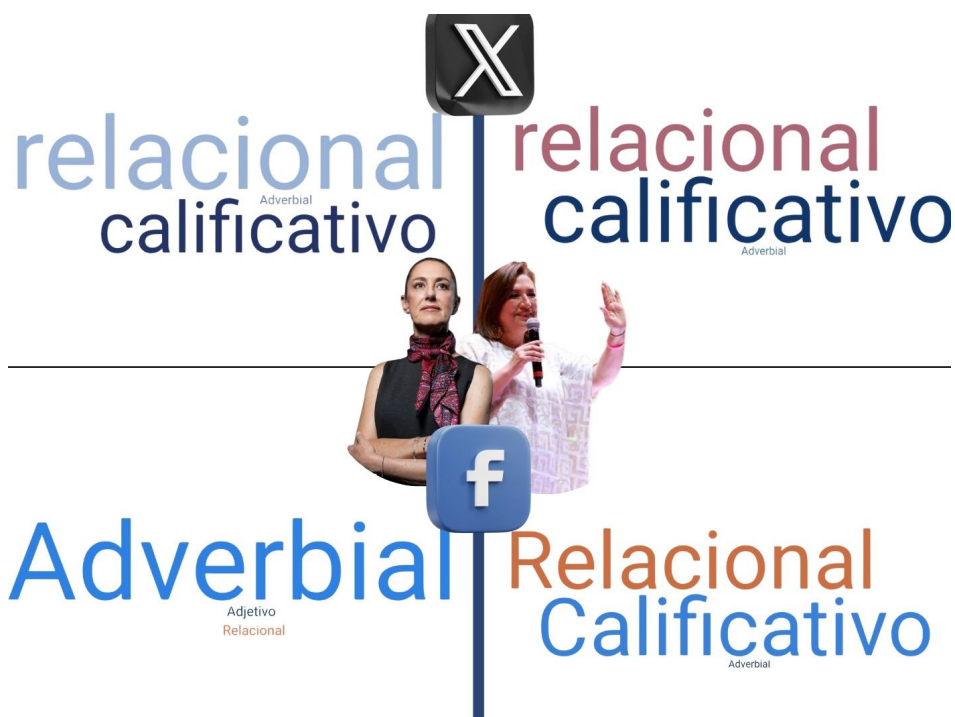 relacional
Adverbial
calificativo
relacional
calificativo
Adverbial
Adverbial
Adjetivo
Relacional
Relacional
Calificativo
Adverbial